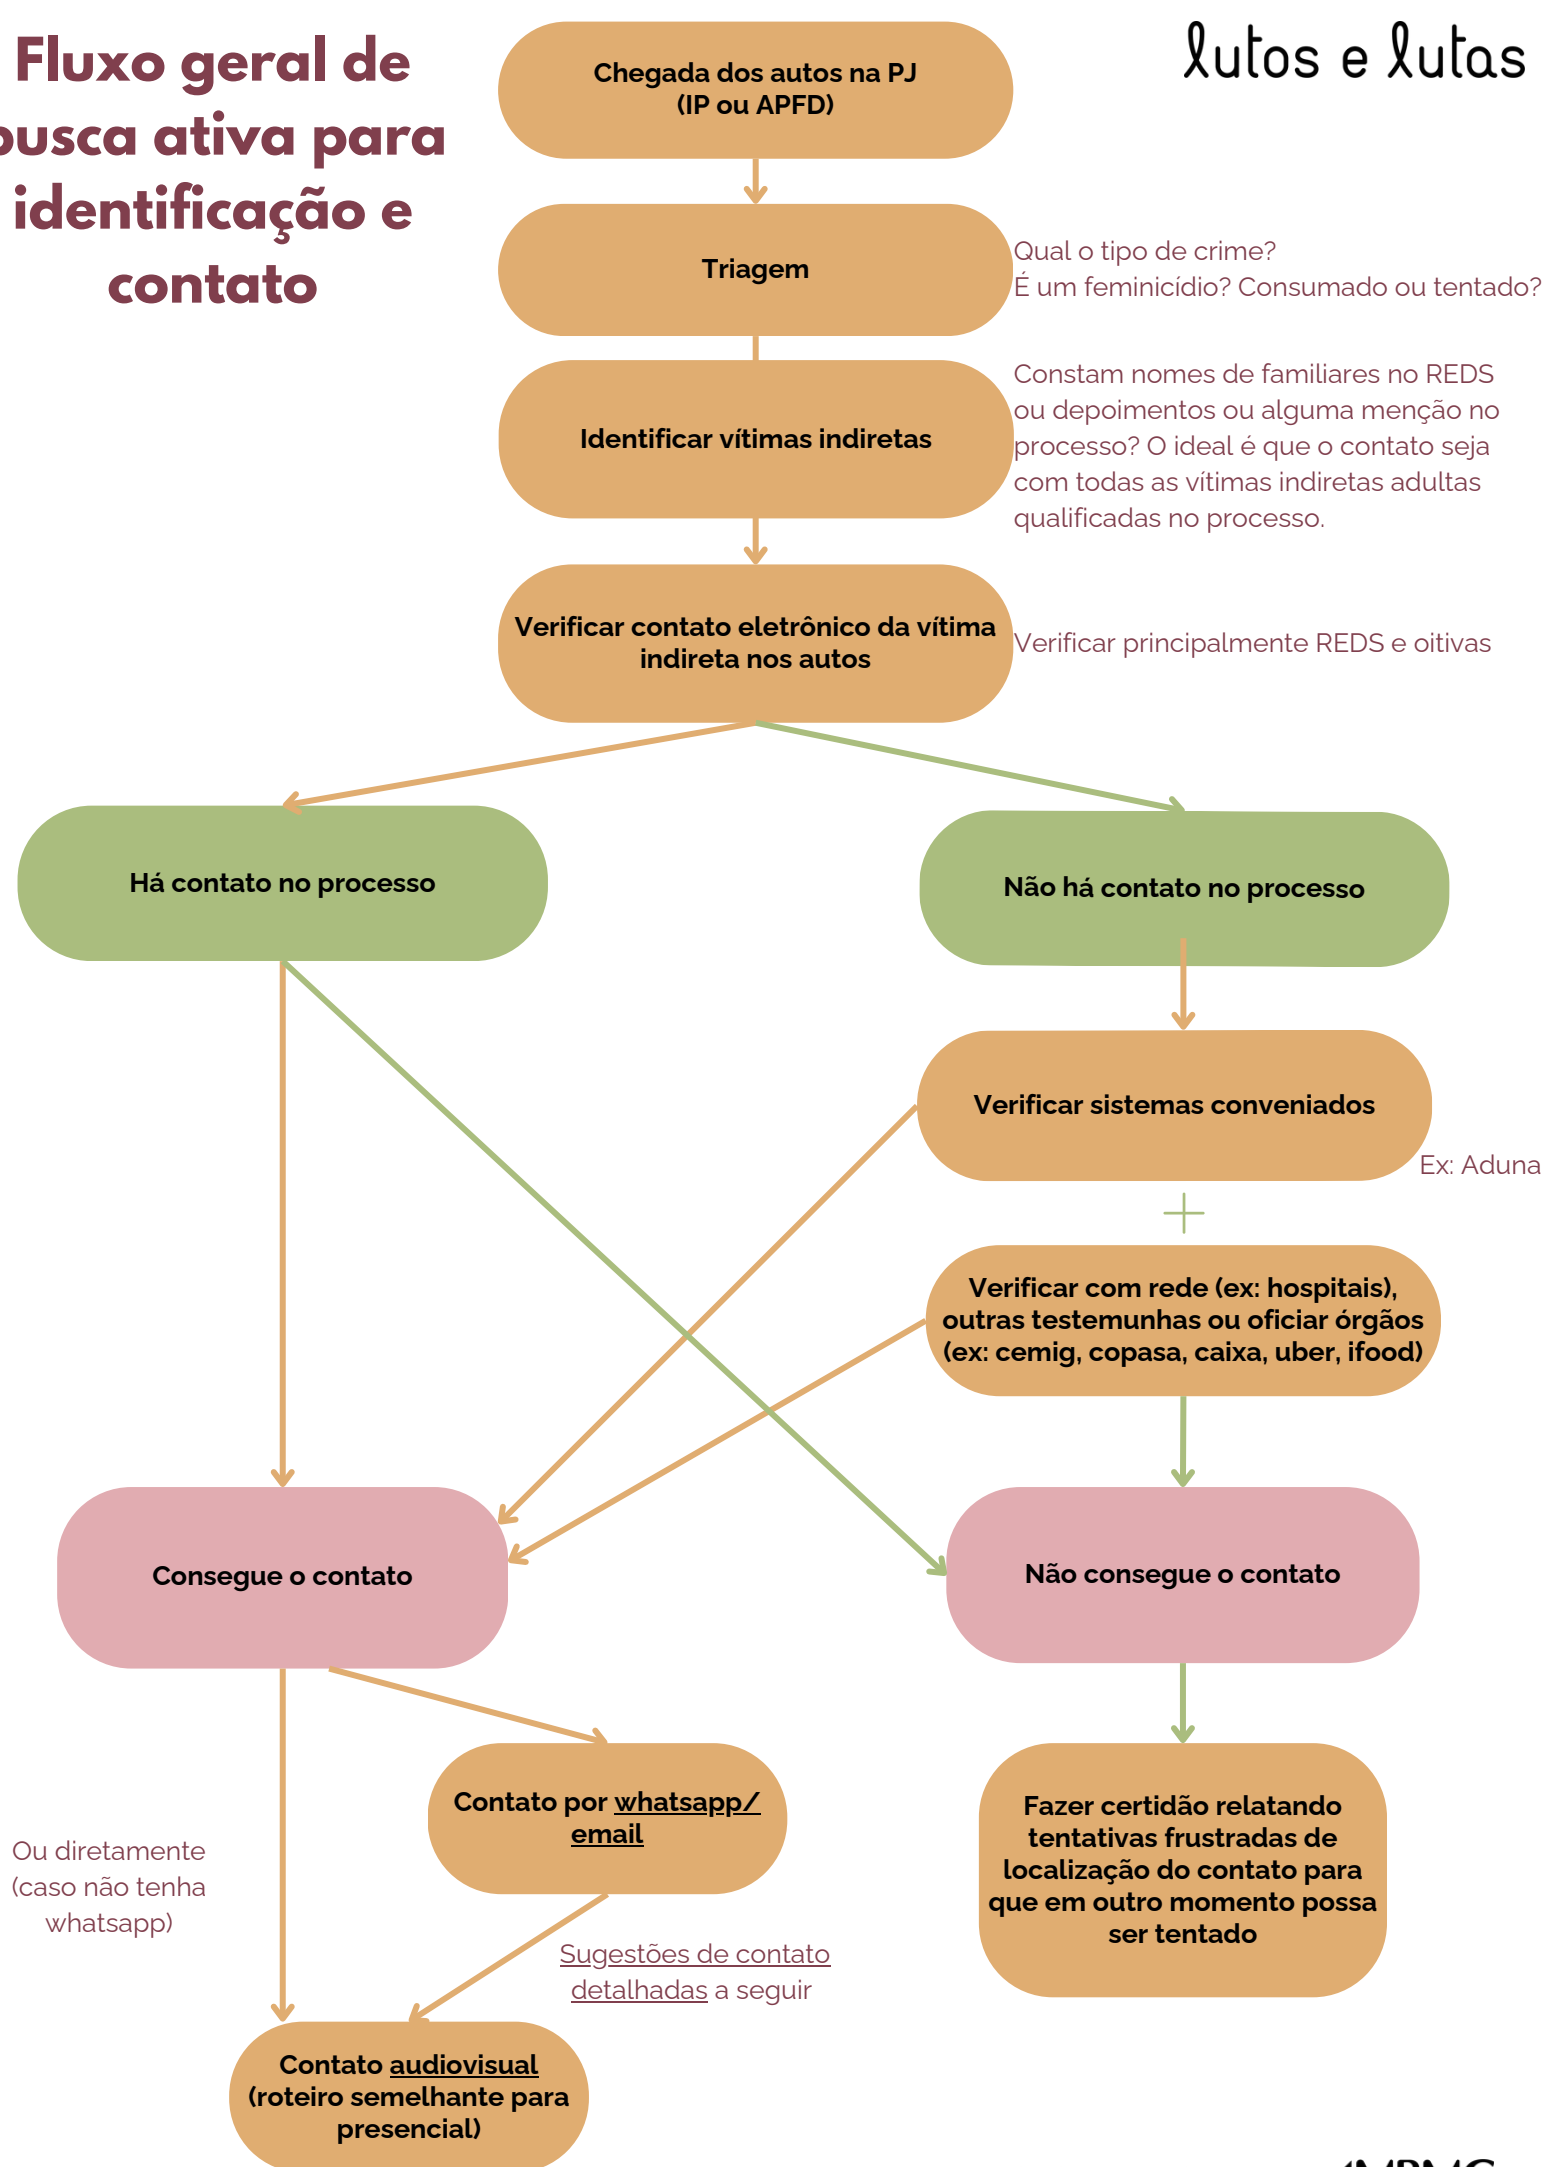 Fluxo geral de
busca ativa para
identificação e
contato
lutos e lutas
Chegada dos autos na PJ
(IP ou APFD)
Triagem
Qual o tipo de crime?
É um feminicídio? Consumado ou tentado?
Identificar vítimas indiretas
Constam nomes de familiares no REDS
ou depoimentos ou alguma menção no
processo? O ideal é que o contato seja
com todas as vítimas indiretas adultas
qualificadas no processo.
Verificar contato eletrônico da vítima
indireta nos autos
Verificar principalmente REDS e oitivas
Há contato no processo
Não há contato no processo
Verificar sistemas conveniados
Ex: Aduna
+
Verificar com rede (ex: hospitais),
outras testemunhas ou oficiar órgãos
(ex: cemig, copasa, caixa, uber, ifood)
Consegue o contato
Não consegue o contato
Contato por whatsapp/
email
Ou diretamente
(caso não tenha
whatsapp)
Sugestões de contato
detalhadas a seguir
Fazer certidão relatando
tentativas frustradas de
localização do contato para
que em outro momento possa
ser tentado
Contato audiovisual
(roteiro semelhante para
presencial)
MPMG